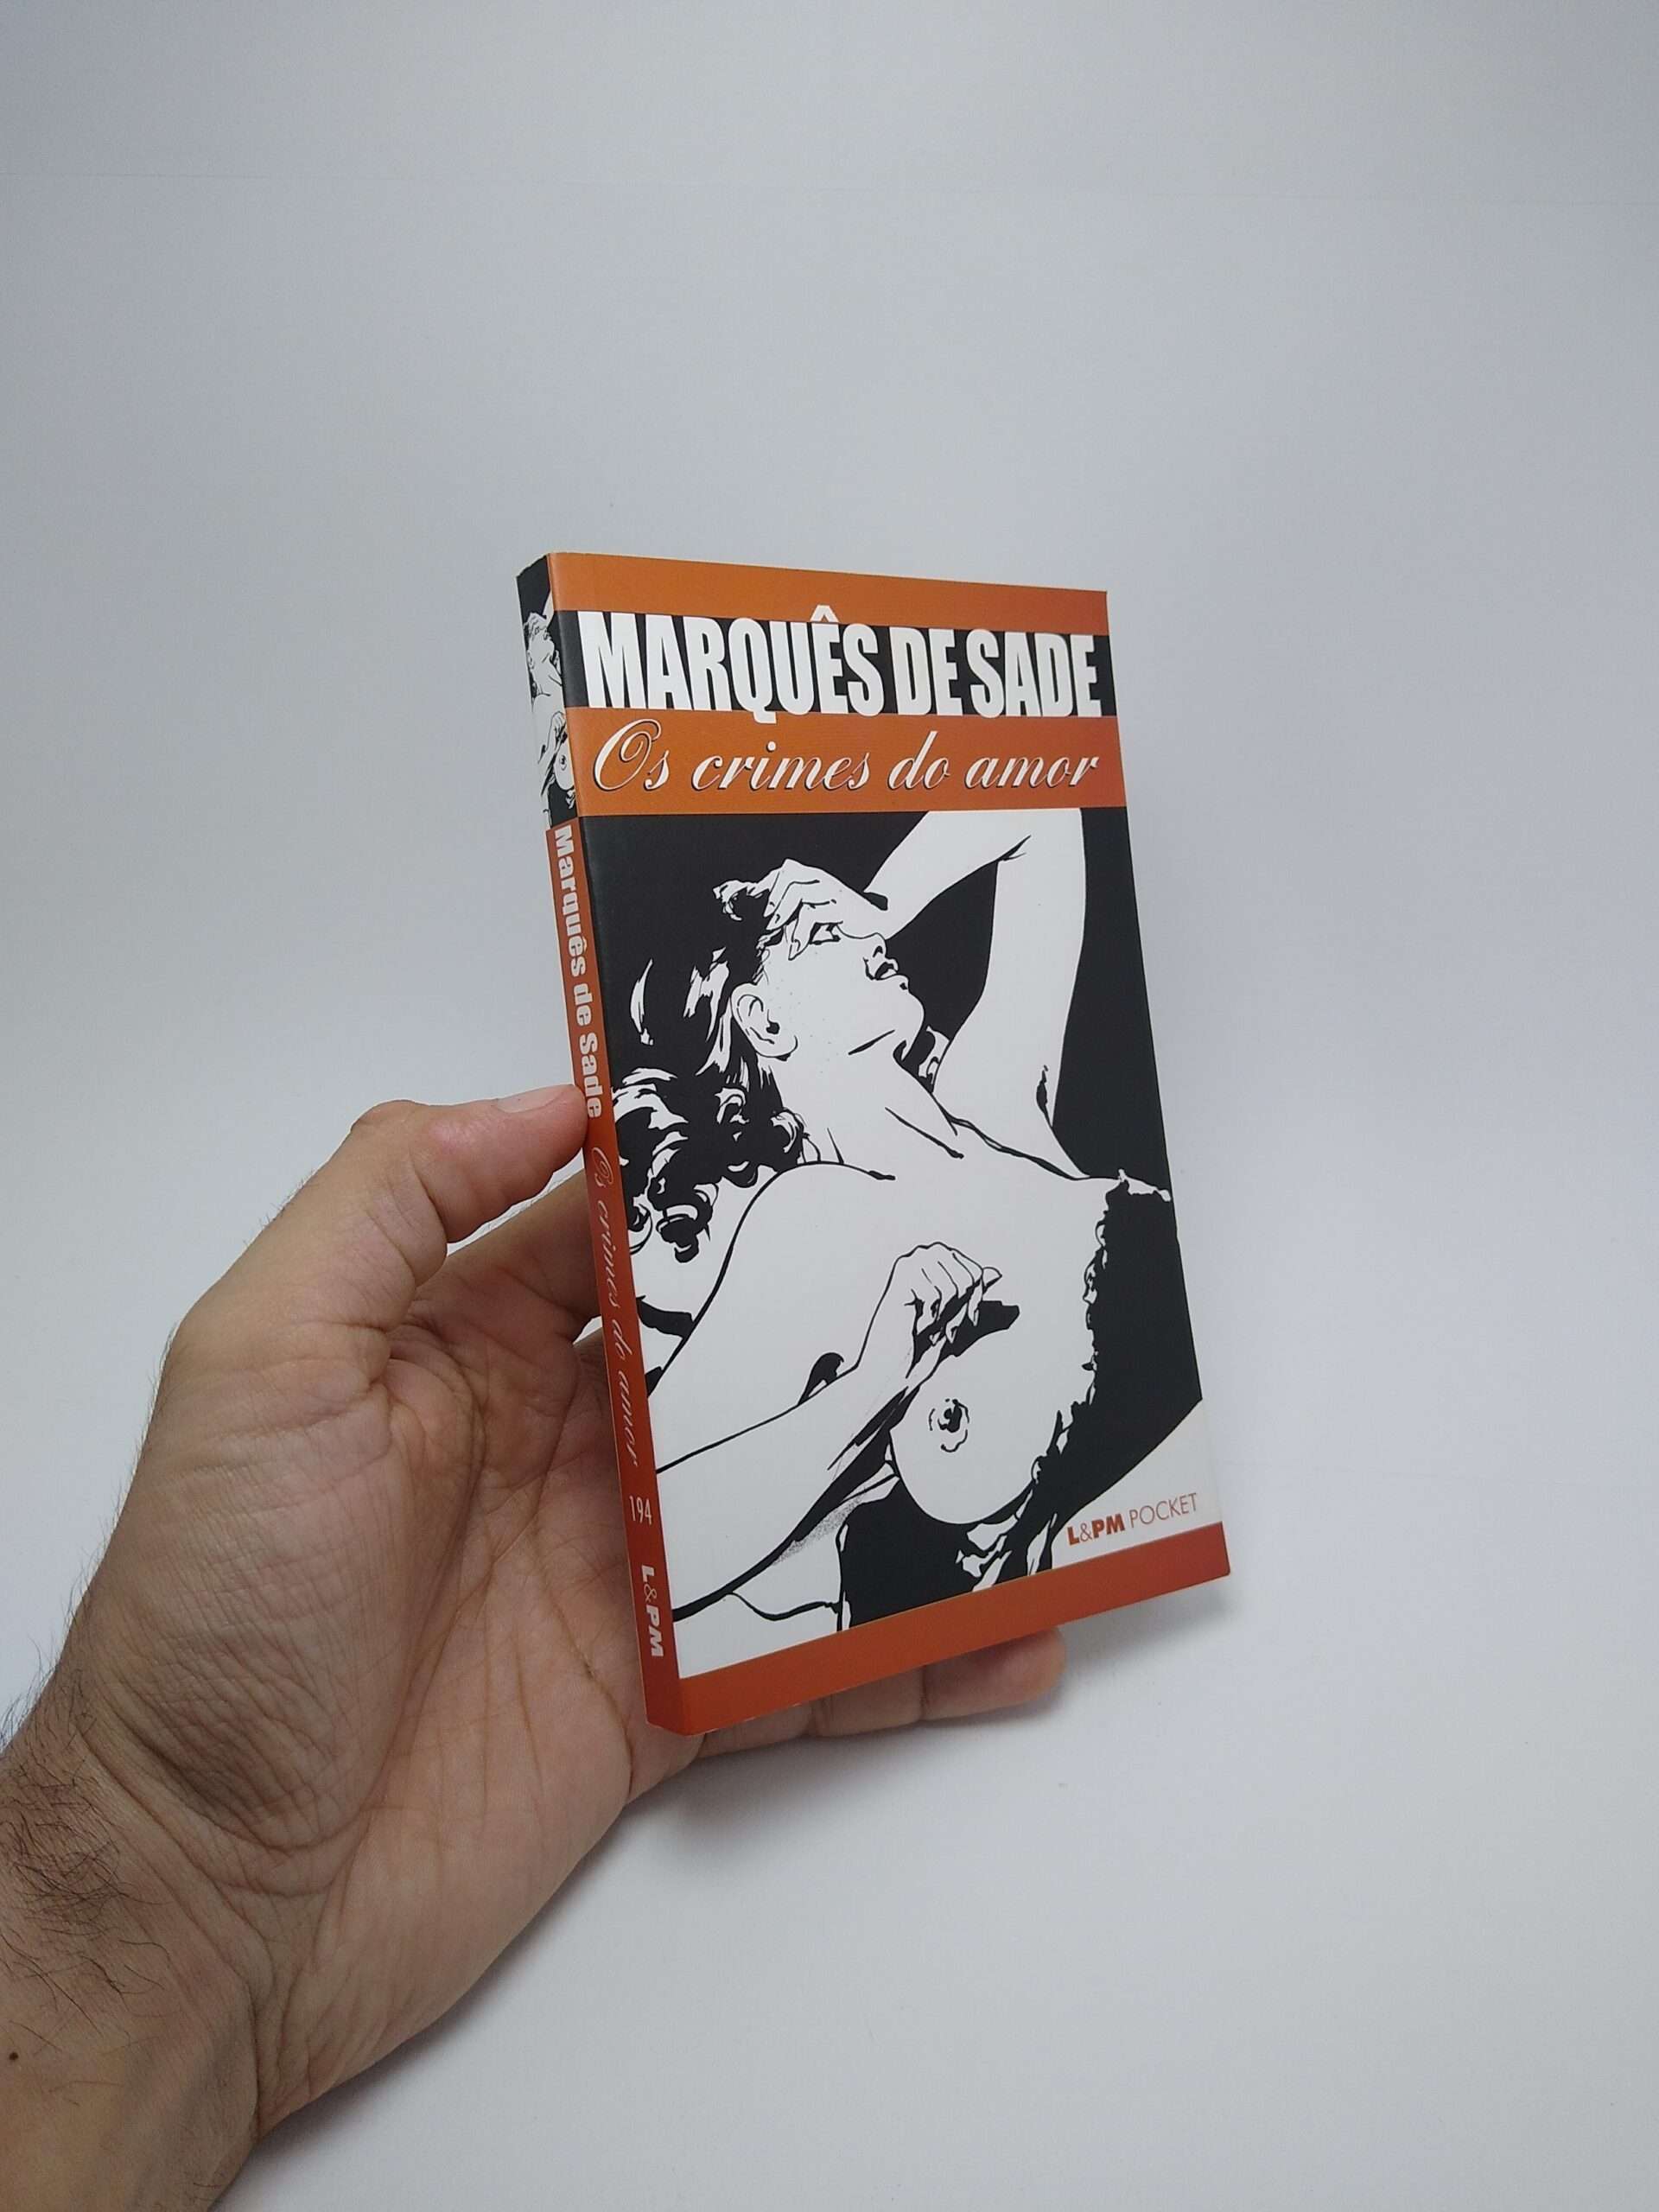 MARQUÊS DE SADE
Os crimes do amor
L&PM POCKET
Marquês de Sade Os crimes do amor 194 L&PM